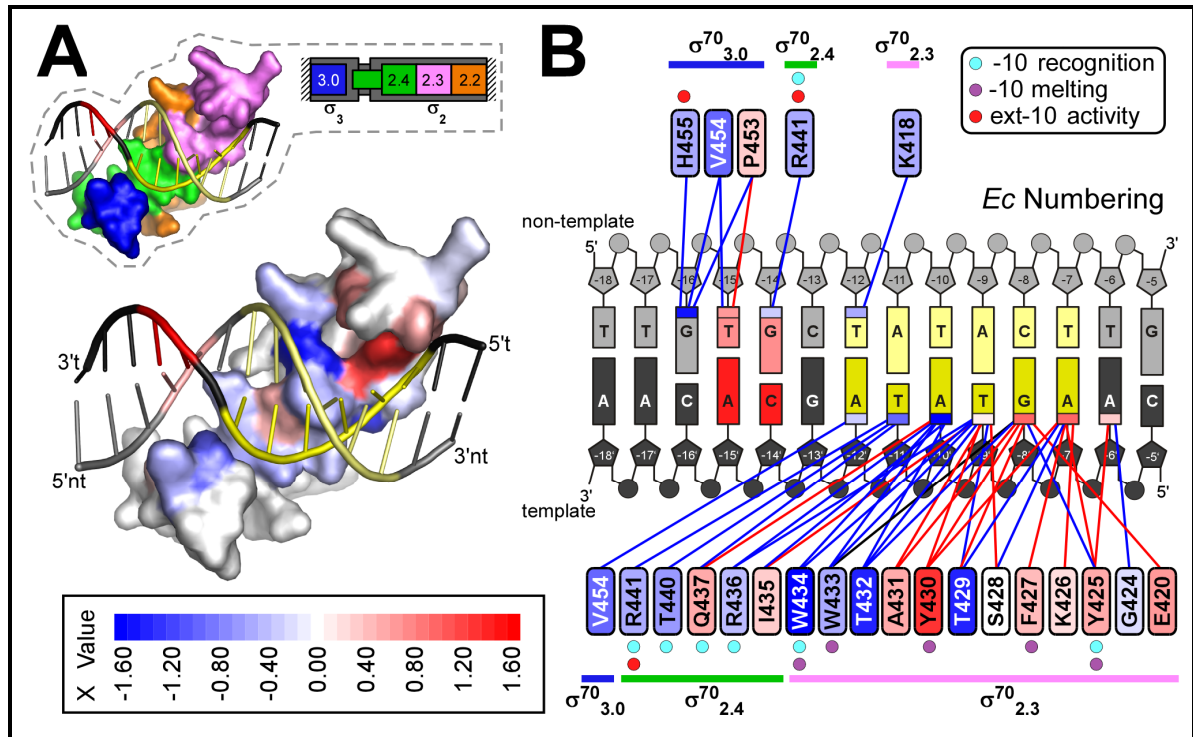 A
3.0 2.4 2.3 2.2
σ3 σ2
3't
5't
5'nt
3'nt
X Value
-1.60 -1.20 -0.80 -0.40 0.00 0.40 0.80 1.20 1.60
B
σ70 3.0 σ70 2.4 σ70 2.3
-10 recognition
-10 melting
ext-10 activity
H455 V454 P453 R441 K418
Ec Numbering
non-template
5' 3'
-18 -17 -16 -15 -14 -13 -12 -11 -10 -9 -8 -7 -6 -5
T T G T G C T A T A C T T G
A A C A C G A T A T G A A C
-18' -17' -16' -15' -14' -13' -12' -11' -10' -9' -8' -7' -6' -5'
3' 5'
template
V454 R441 T440 Q437 R436 I435 W434 W433 T432 A431 Y430 T429 S428 F427 K426 Y425 G424 E420
σ70 3.0 σ70 2.4 σ70 2.3